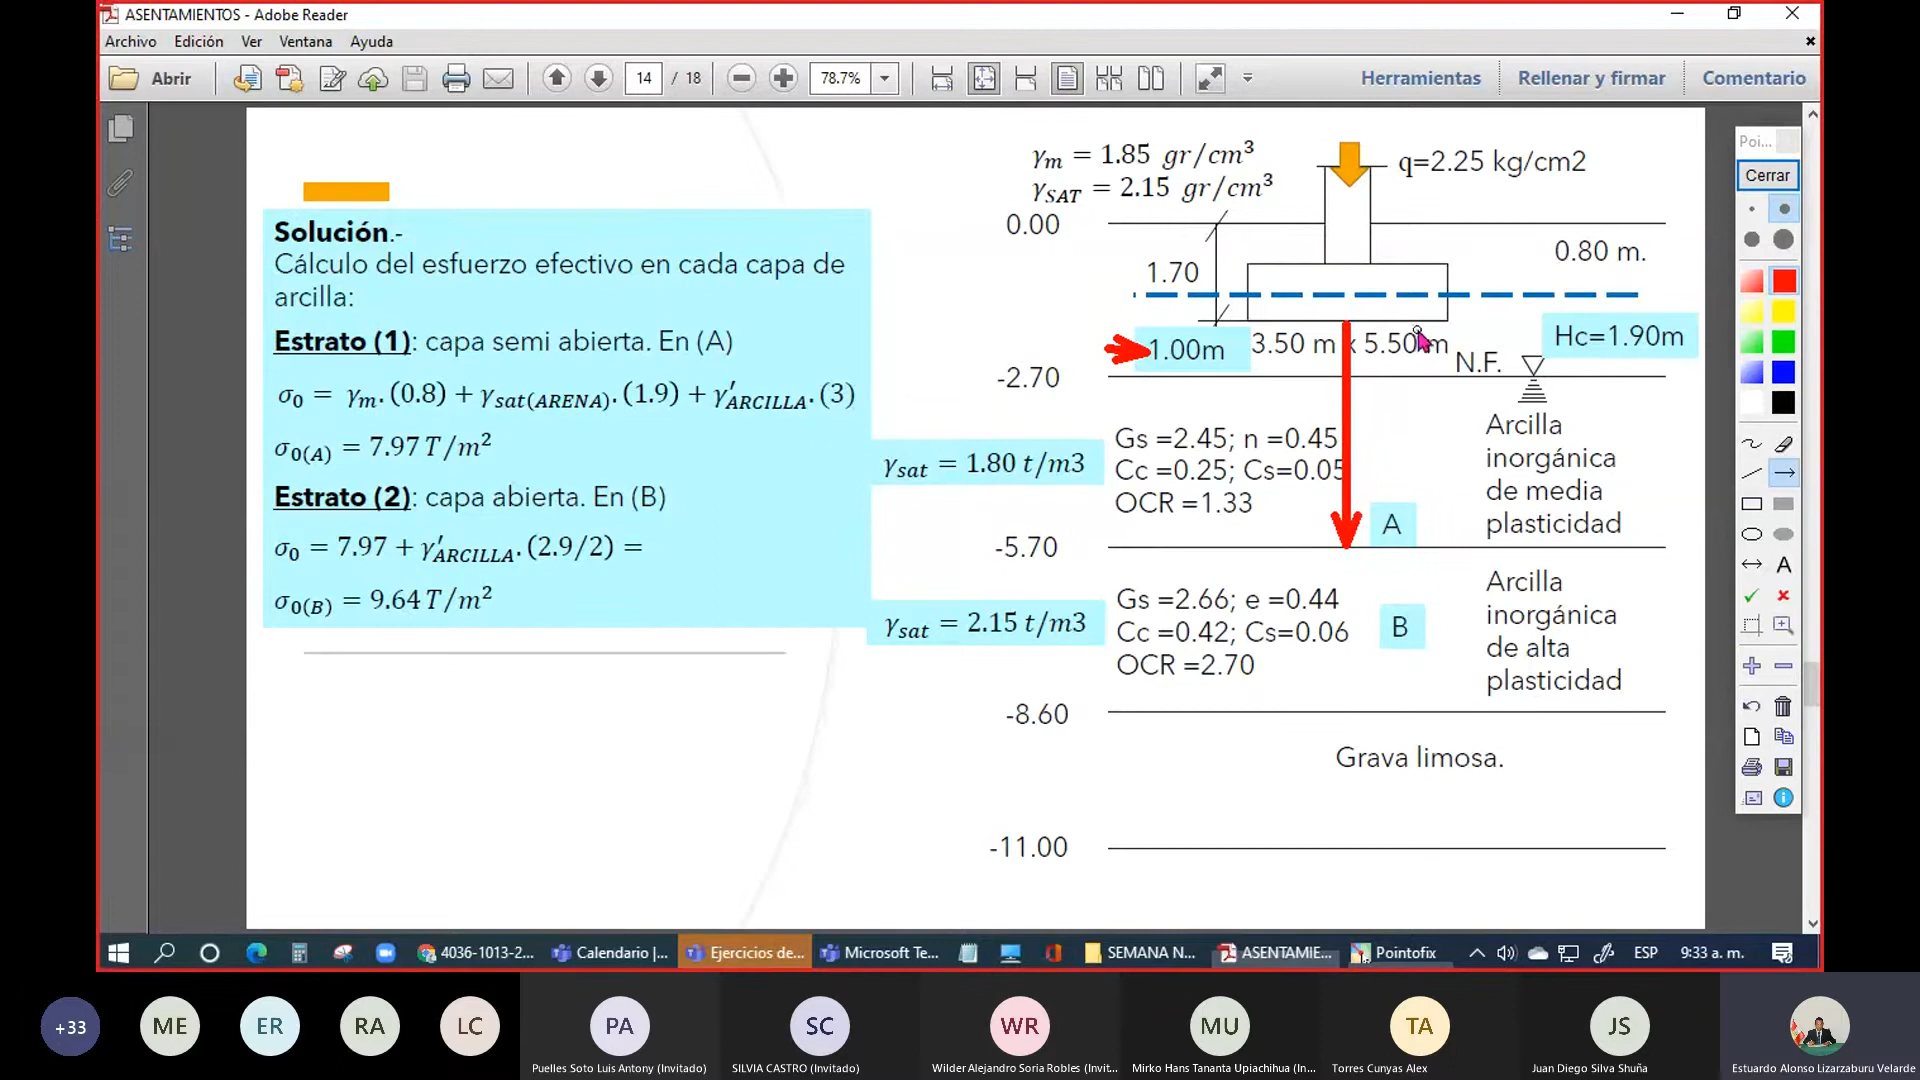 ASENTAMIENTOS - Adobe Reader
Archivo Edición Ver Ventana Ayuda
Abrir 14 / 18 78.7% Herramientas Rellenar y firmar Comentario
Poi...
Cerrar
γm = 1.85 gr/cm³
γSAT = 2.15 gr/cm³
q=2.25 kg/cm2
0.00
0.80 m.
1.70
1.00m
3.50 m x 5.50 m
Hc=1.90m
N.F.
-2.70
Solución.-
Cálculo del esfuerzo efectivo en cada capa de
arcilla:
Estrato (1): capa semi abierta. En (A)
σ0 = γm.(0.8) + γsat(ARENA).(1.9) + γ′ARCILLA.(3)
σ0(A) = 7.97 T/m²
Estrato (2): capa abierta. En (B)
σ0 = 7.97 + γ′ARCILLA.(2.9/2) =
σ0(B) = 9.64 T/m²
γsat = 1.80 t/m3
Gs =2.45; n =0.45
Cc =0.25; Cs=0.05
OCR =1.33
A
Arcilla
inorgánica
de media
plasticidad
-5.70
γsat = 2.15 t/m3
Gs =2.66; e =0.44
Cc =0.42; Cs=0.06
OCR =2.70
B
Arcilla
inorgánica
de alta
plasticidad
-8.60
Grava limosa.
-11.00
A
4036-1013-2... Calendario |... Ejercicios de... Microsoft Te... SEMANA N... ASENTAMIE... Pointofix ESP 9:33 a. m.
+33 ME ER RA LC PA SC WR MU TA JS
Puelles Soto Luis Antony (Invitado) SILVIA CASTRO (Invitado) Wilder Alejandro Soria Robles (Invit... Mirko Hans Tananta Upiachihua (In... Torres Cunyas Alex Juan Diego Silva Shuña Estuardo Alonso Lizarzaburu Velarde